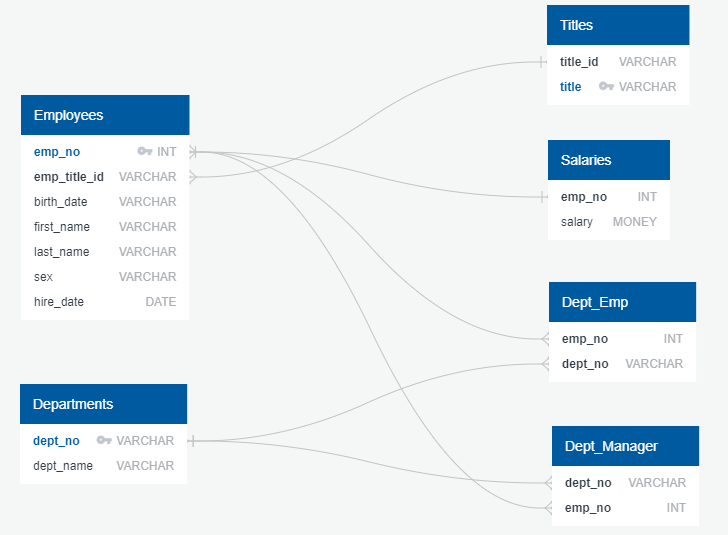 Employees
emp_no INT
emp_title_id VARCHAR
birth_date VARCHAR
first_name VARCHAR
last_name VARCHAR
sex VARCHAR
hire_date DATE
Departments
dept_no VARCHAR
dept_name VARCHAR
Titles
title_id VARCHAR
title VARCHAR
Salaries
emp_no INT
salary MONEY
Dept_Emp
emp_no INT
dept_no VARCHAR
Dept_Manager
dept_no VARCHAR
emp_no INT